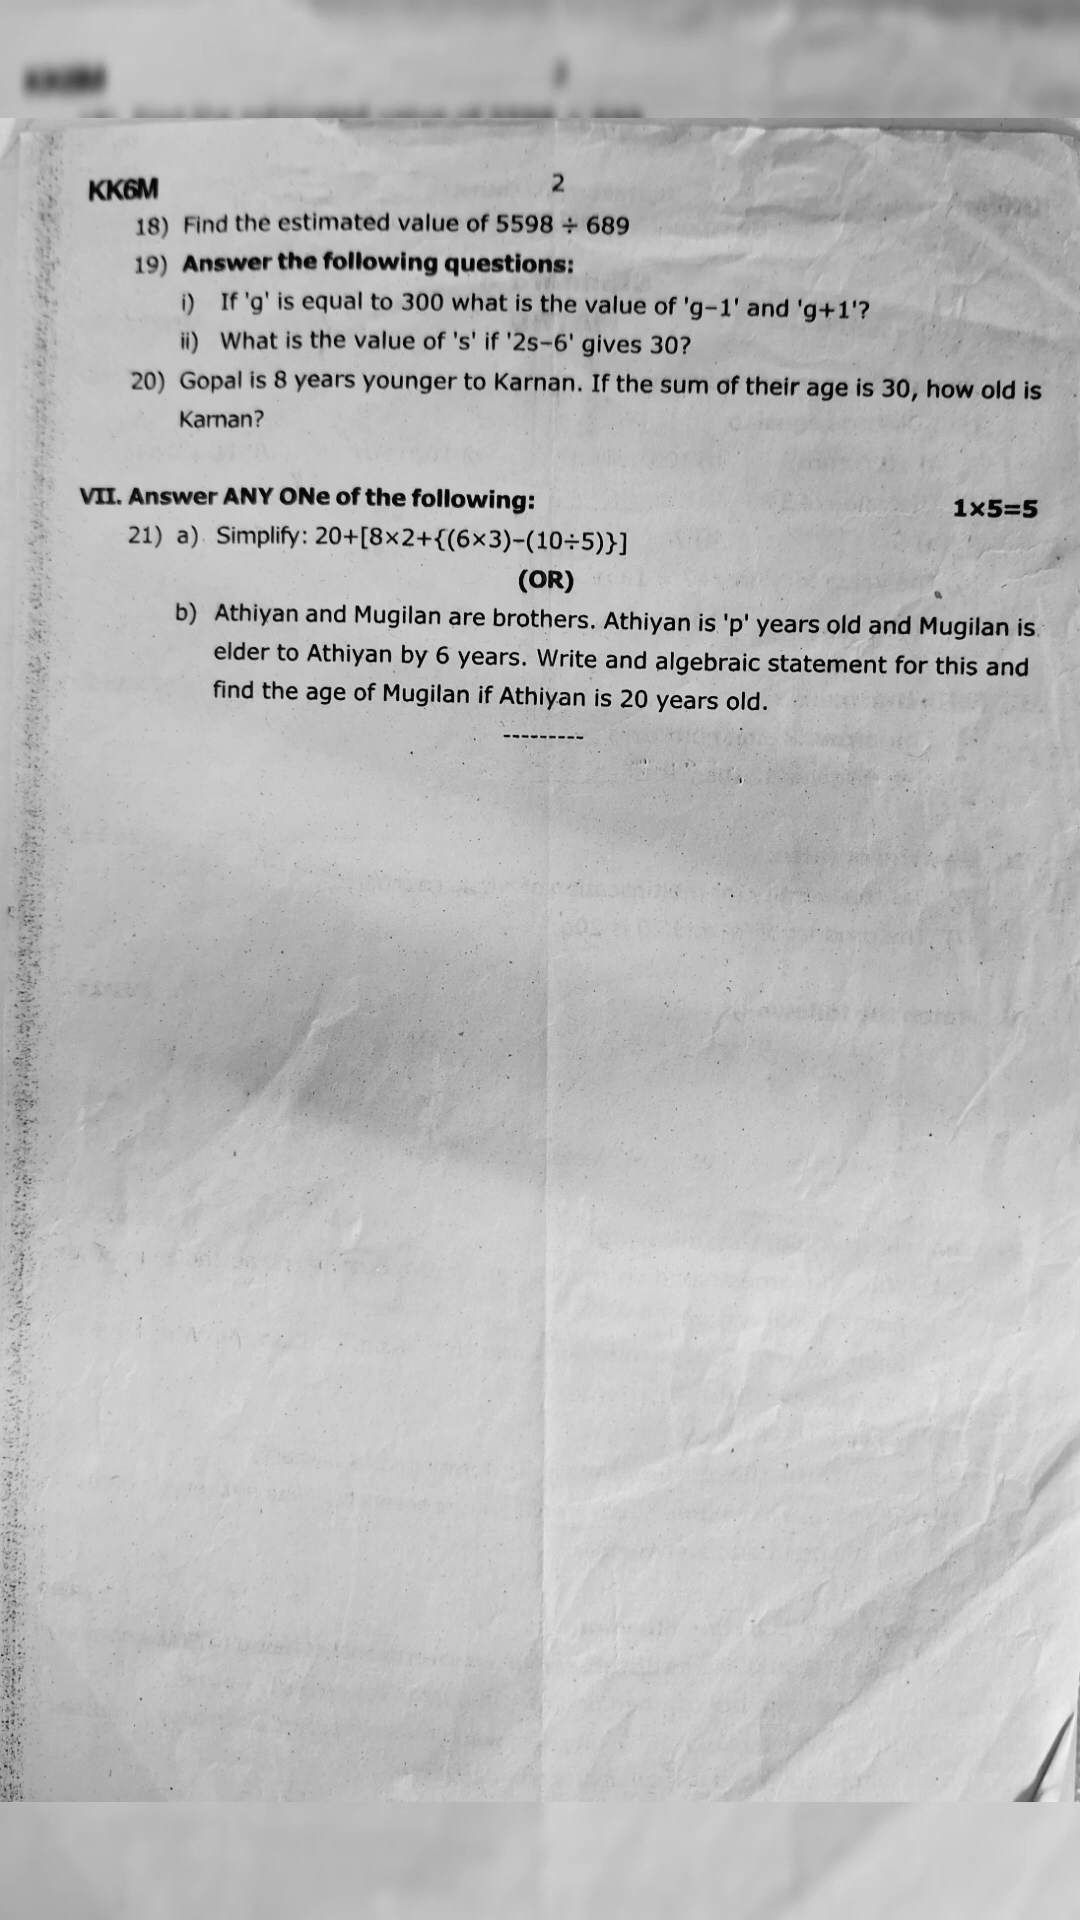 KK6M
2
18) Find the estimated value of 5598 ÷ 689
19) Answer the following questions:
i) If 'g' is equal to 300 what is the value of 'g-1' and 'g+1'?
ii) What is the value of 's' if '2s-6' gives 30?
20) Gopal is 8 years younger to Karnan. If the sum of their age is 30, how old is
Karnan?
VII. Answer ANY ONe of the following:
1×5=5
21) a) Simplify: 20+[8×2+{(6×3)-(10÷5)}]
(OR)
b) Athiyan and Mugilan are brothers. Athiyan is 'p' years old and Mugilan is
elder to Athiyan by 6 years. Write and algebraic statement for this and
find the age of Mugilan if Athiyan is 20 years old.
---------